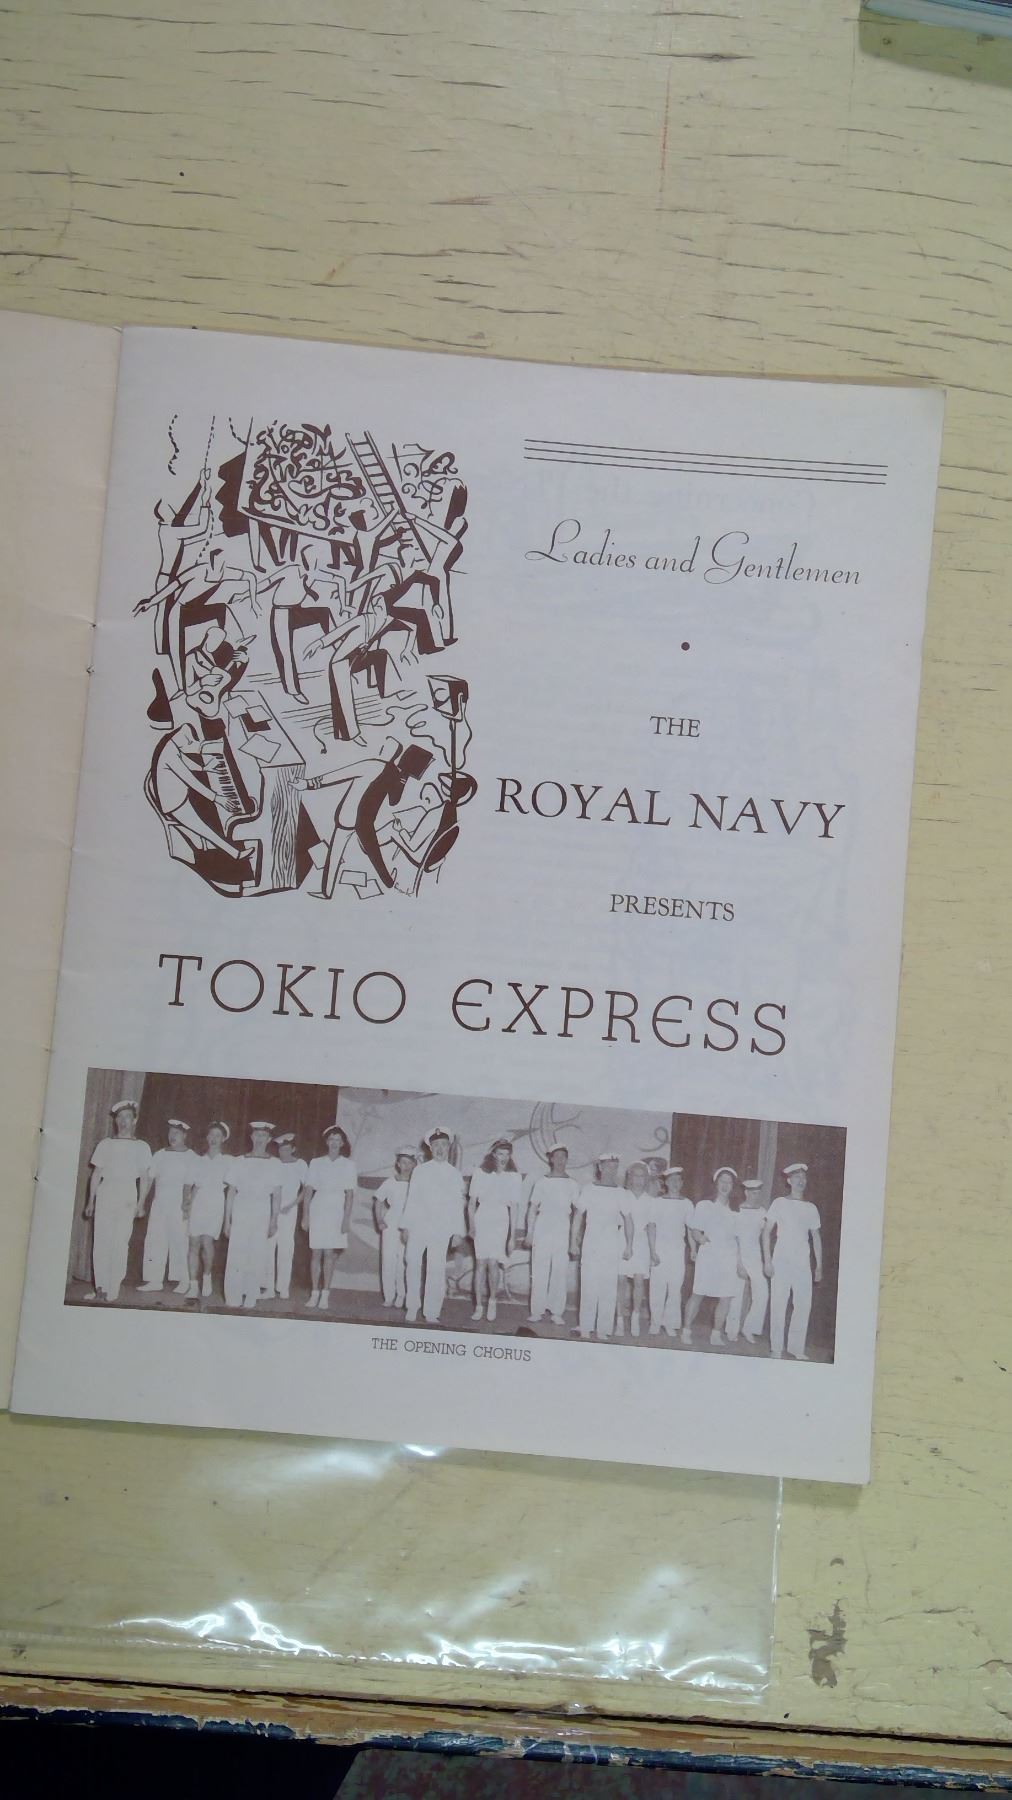 Ladies and Gentlemen
THE
ROYAL NAVY
PRESENTS
TOKIO EXPRESS
THE OPENING CHORUS